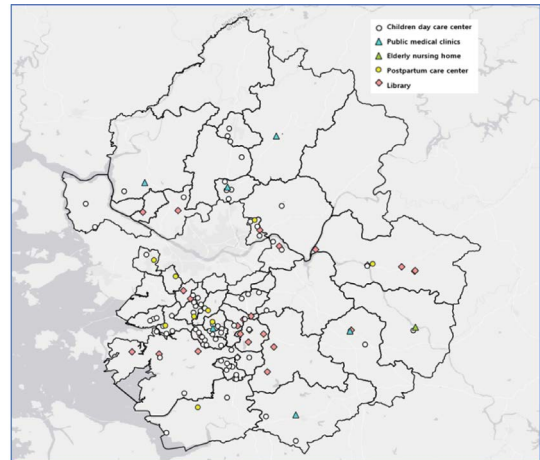 Children day care center
Public medical clinics
Elderly nursing home
Postpartum care center
Library